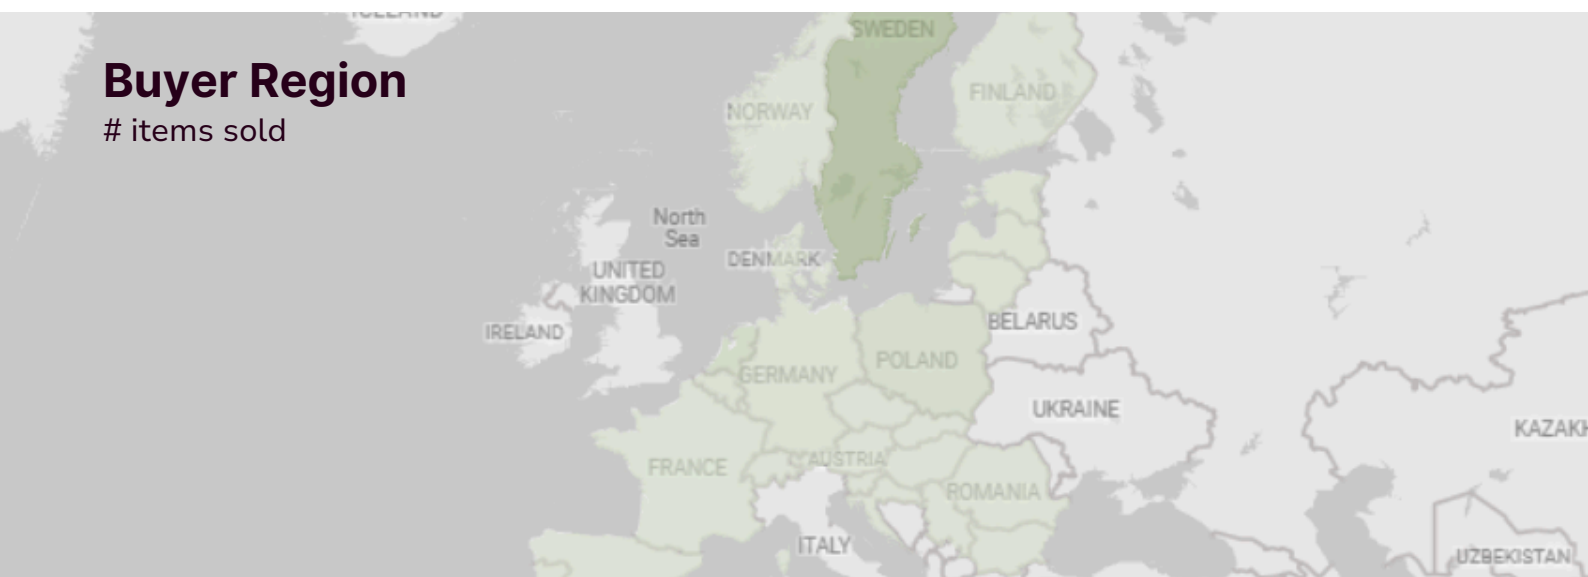 ICELAND
SWEDEN
Buyer Region
# items sold
FINLAND
NORWAY
North
Sea
DENMARK
UNITED
KINGDOM
IRELAND
BELARUS
POLAND
GERMANY
UKRAINE
KAZAKH
FRANCE
AUSTRIA
ROMANIA
ITALY
UZBEKISTAN